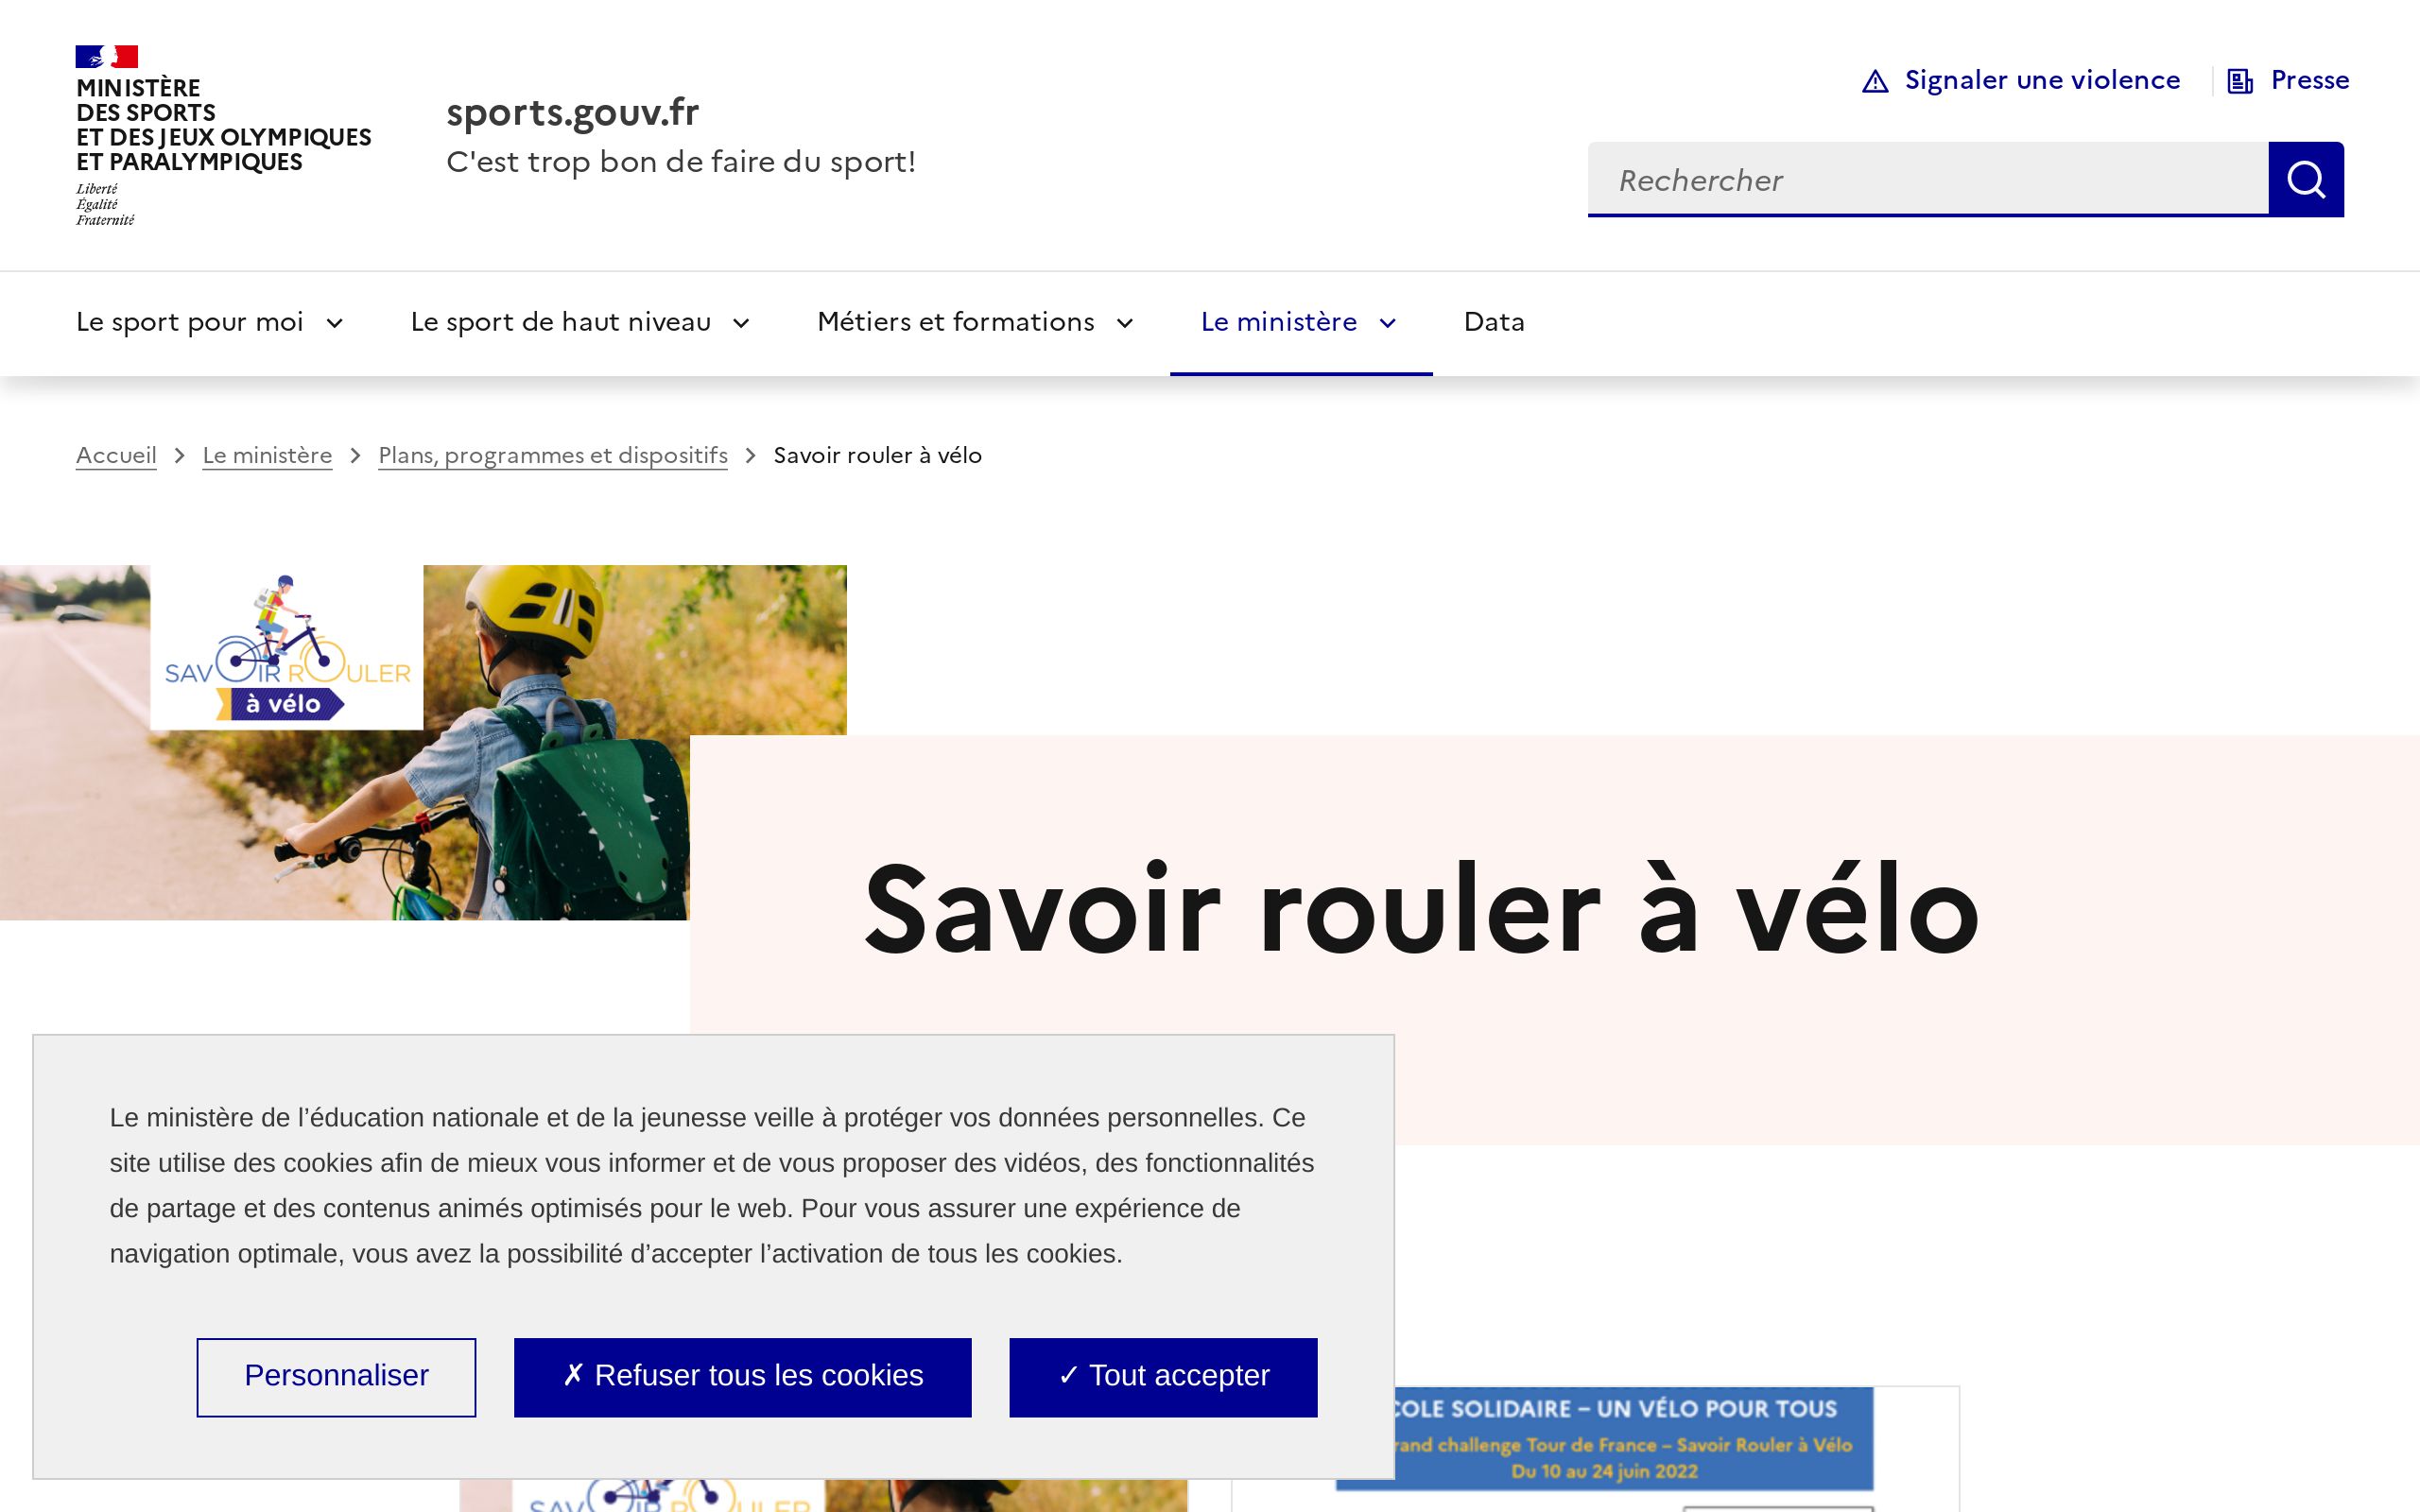 MINISTÈRE
DES SPORTS
ET DES JEUX OLYMPIQUES
ET PARALYMPIQUES
Liberté
Égalité
Fraternité
sports.gouv.fr
C'est trop bon de faire du sport!
Signaler une violence
Presse
Rechercher
Le sport pour moi
Le sport de haut niveau
Métiers et formations
Le ministère
Data
Accueil
Le ministère
Plans, programmes et dispositifs
Savoir rouler à vélo
SAVOIR ROULER
à vélo
Savoir rouler à vélo
Le ministère de l’éducation nationale et de la jeunesse veille à protéger vos données personnelles. Ce
site utilise des cookies afin de mieux vous informer et de vous proposer des vidéos, des fonctionnalités
de partage et des contenus animés optimisés pour le web. Pour vous assurer une expérience de
navigation optimale, vous avez la possibilité d’accepter l’activation de tous les cookies.
Personnaliser
✗ Refuser tous les cookies
✓ Tout accepter
SOLIDAIRE – UN VÉLO POUR TOUS
challenge Tour de France – Savoir Rouler à Vélo
Du 10 au 24 juin 2022
SAVOIR ROULER